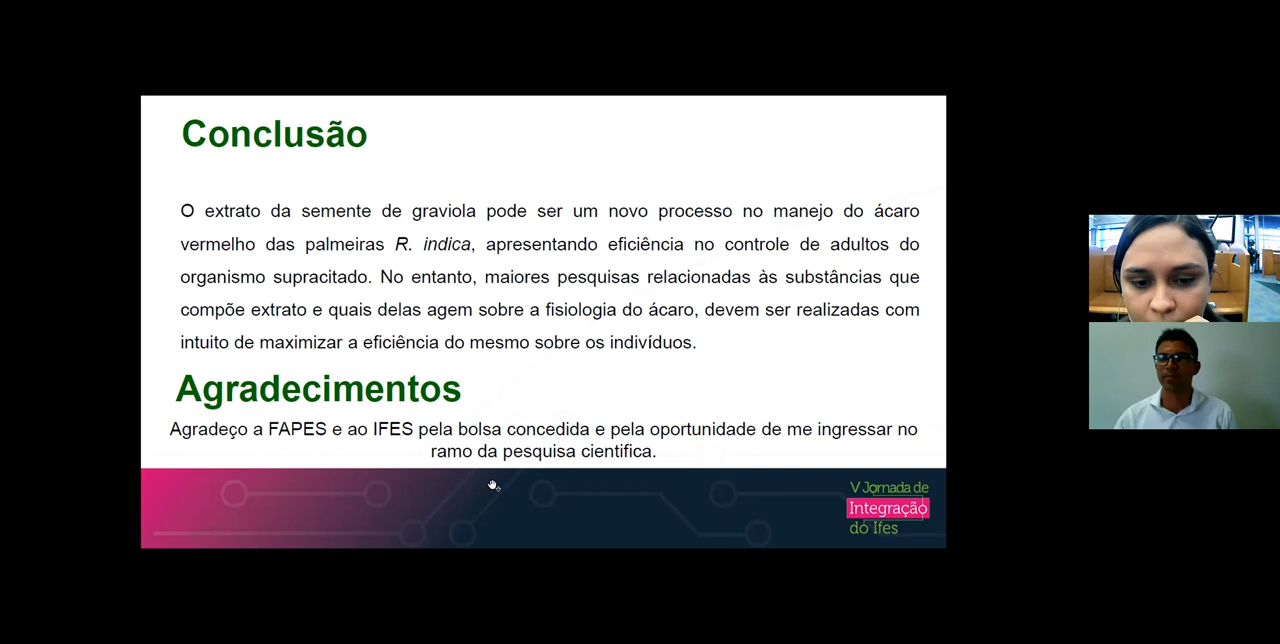 Conclusão
O extrato da semente de graviola pode ser um novo processo no manejo do ácaro
vermelho das palmeiras R. indica, apresentando eficiência no controle de adultos do
organismo supracitado. No entanto, maiores pesquisas relacionadas às substâncias que
compõe extrato e quais delas agem sobre a fisiologia do ácaro, devem ser realizadas com
intuito de maximizar a eficiência do mesmo sobre os indivíduos.
Agradecimentos
Agradeço a FAPES e ao IFES pela bolsa concedida e pela oportunidade de me ingressar no
ramo da pesquisa cientifica.
V Jornada de
Integração
do Ifes